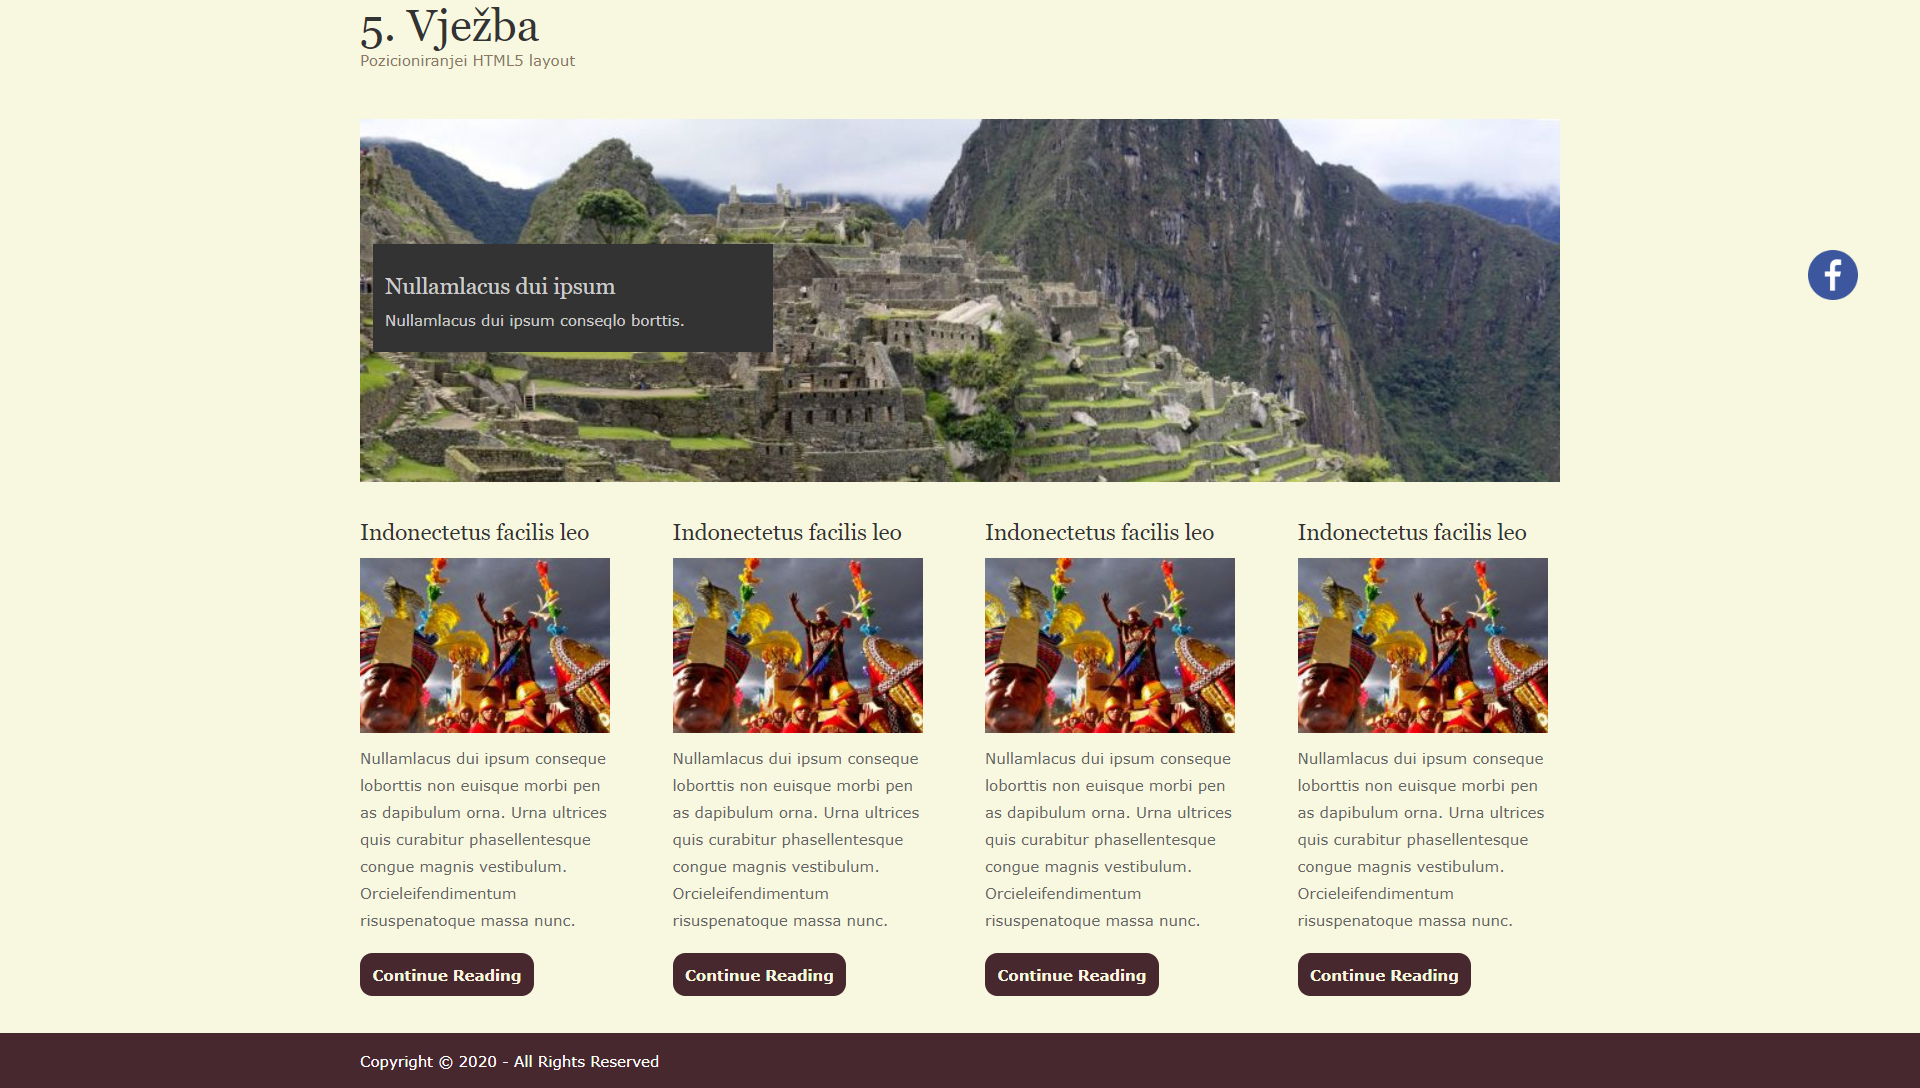 5. Vježba
Pozicioniranjei HTML5 layout
Nullamlacus dui ipsum
Nullamlacus dui ipsum conseqlo borttis.
Indonectetus facilis leo
Nullamlacus dui ipsum conseque
loborttis non euisque morbi pen
as dapibulum orna. Urna ultrices
quis curabitur phasellentesque
congue magnis vestibulum.
Orcieleifendimentum
risuspenatoque massa nunc.
Continue Reading
Indonectetus facilis leo
Nullamlacus dui ipsum conseque
loborttis non euisque morbi pen
as dapibulum orna. Urna ultrices
quis curabitur phasellentesque
congue magnis vestibulum.
Orcieleifendimentum
risuspenatoque massa nunc.
Continue Reading
Indonectetus facilis leo
Nullamlacus dui ipsum conseque
loborttis non euisque morbi pen
as dapibulum orna. Urna ultrices
quis curabitur phasellentesque
congue magnis vestibulum.
Orcieleifendimentum
risuspenatoque massa nunc.
Continue Reading
Indonectetus facilis leo
Nullamlacus dui ipsum conseque
loborttis non euisque morbi pen
as dapibulum orna. Urna ultrices
quis curabitur phasellentesque
congue magnis vestibulum.
Orcieleifendimentum
risuspenatoque massa nunc.
Continue Reading
Copyright © 2020 - All Rights Reserved